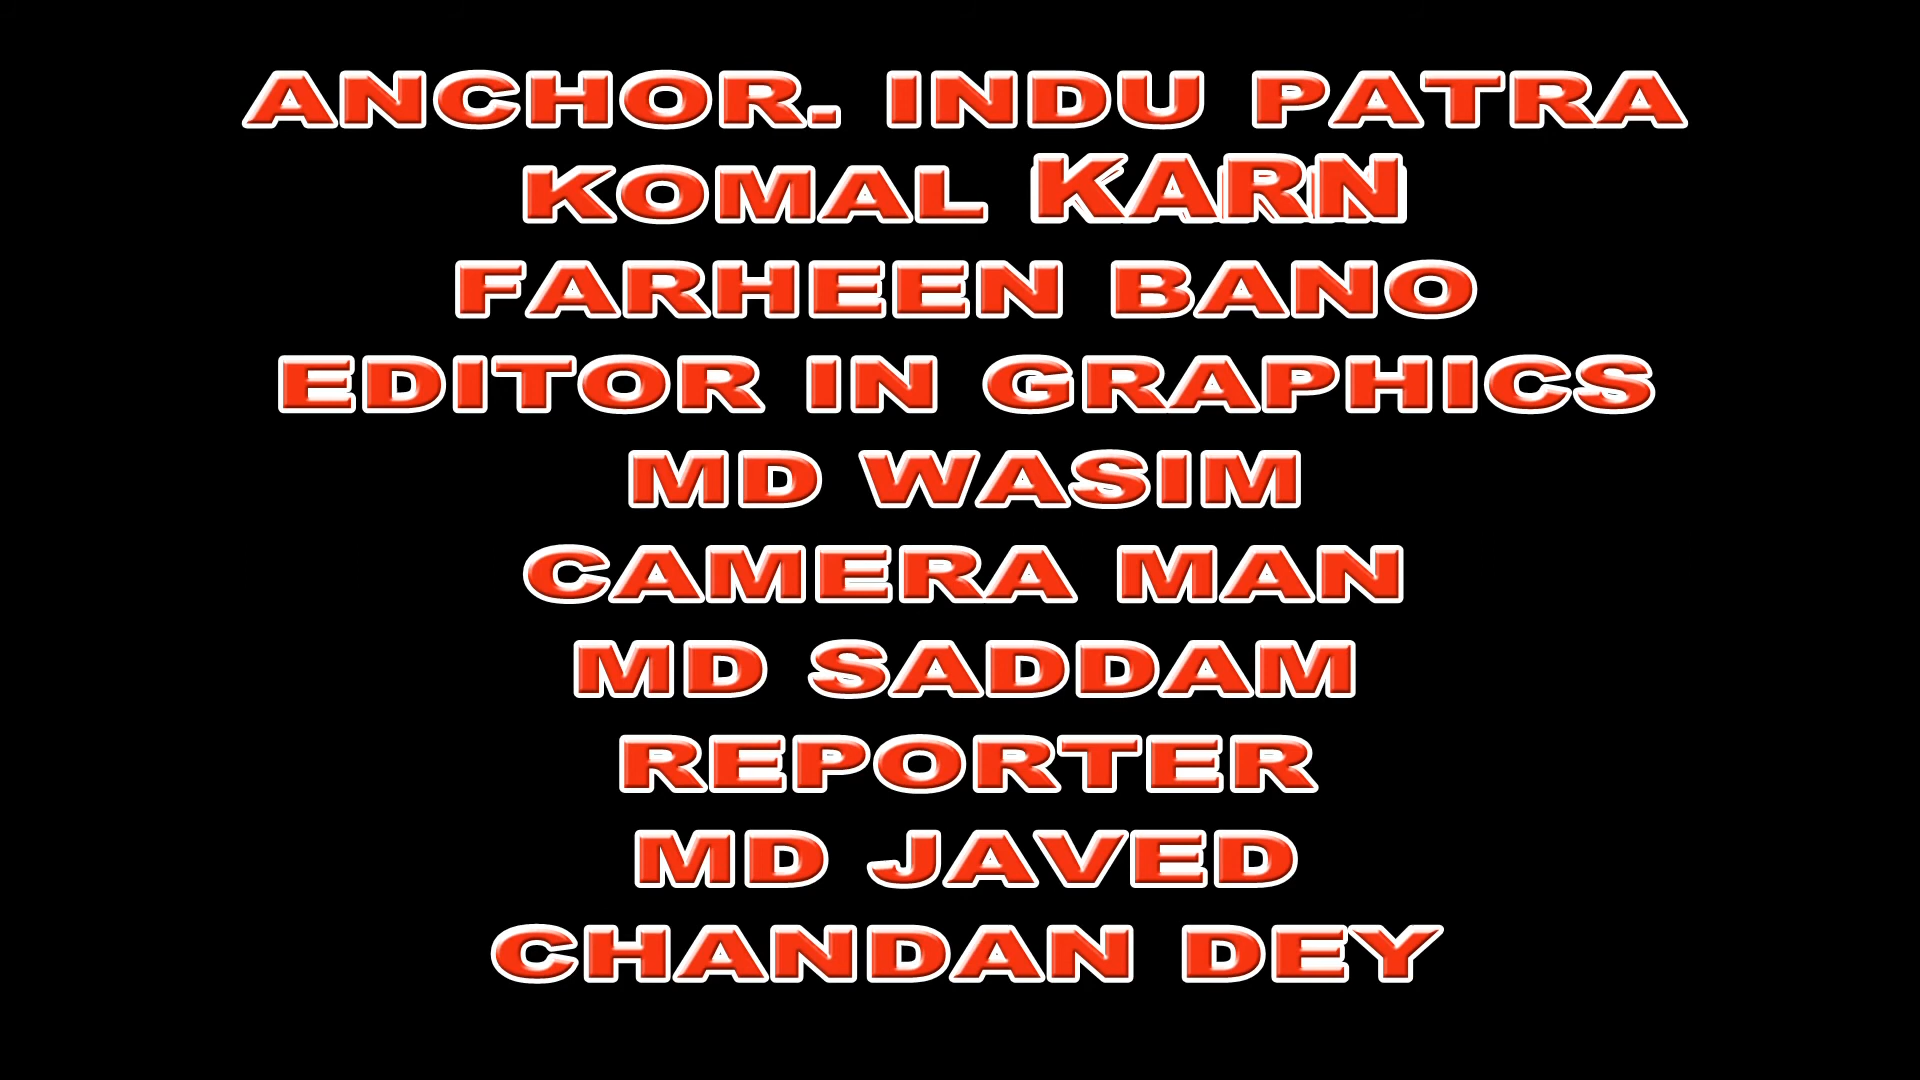 ANCHOR. INDU PATRA
KOMAL KARN
FARHEEN BANO
EDITOR IN GRAPHICS
MD WASIM
CAMERA MAN
MD SADDAM
REPORTER
MD JAVED
CHANDAN DEY